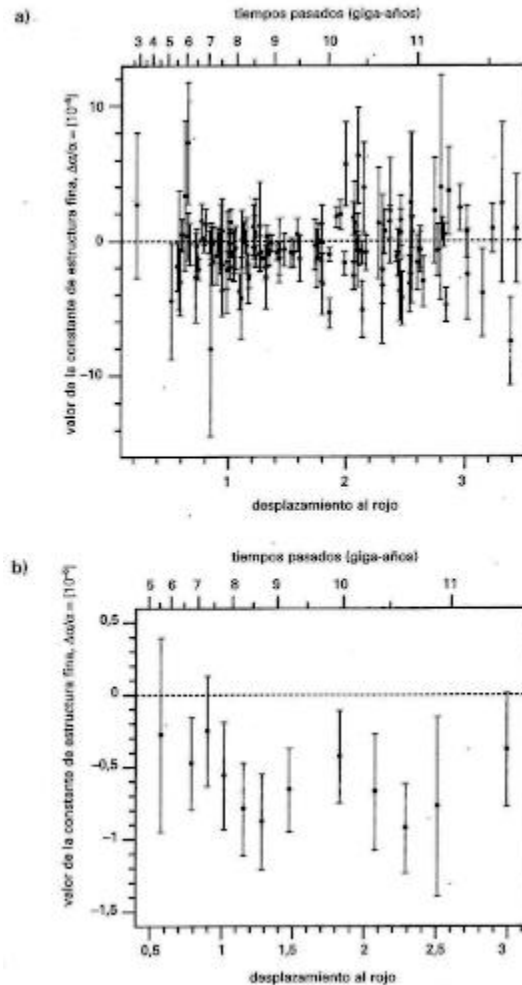 a)
tiempos pasados (giga-años)
3 4 5 6 7 8 9 10 11
valor de la constante de estructura fina, Δα/α = [10⁻⁵]
10
0
−10
1 2 3
desplazamiento al rojo
b)
tiempos pasados (giga-años)
5 6 7 8 9 10 11
valor de la constante de estructura fina, Δα/α = [10⁻⁵]
0,5
0
−0,5
−1
−1,5
0,5 1 1,5 2 2,5 3
desplazamiento al rojo